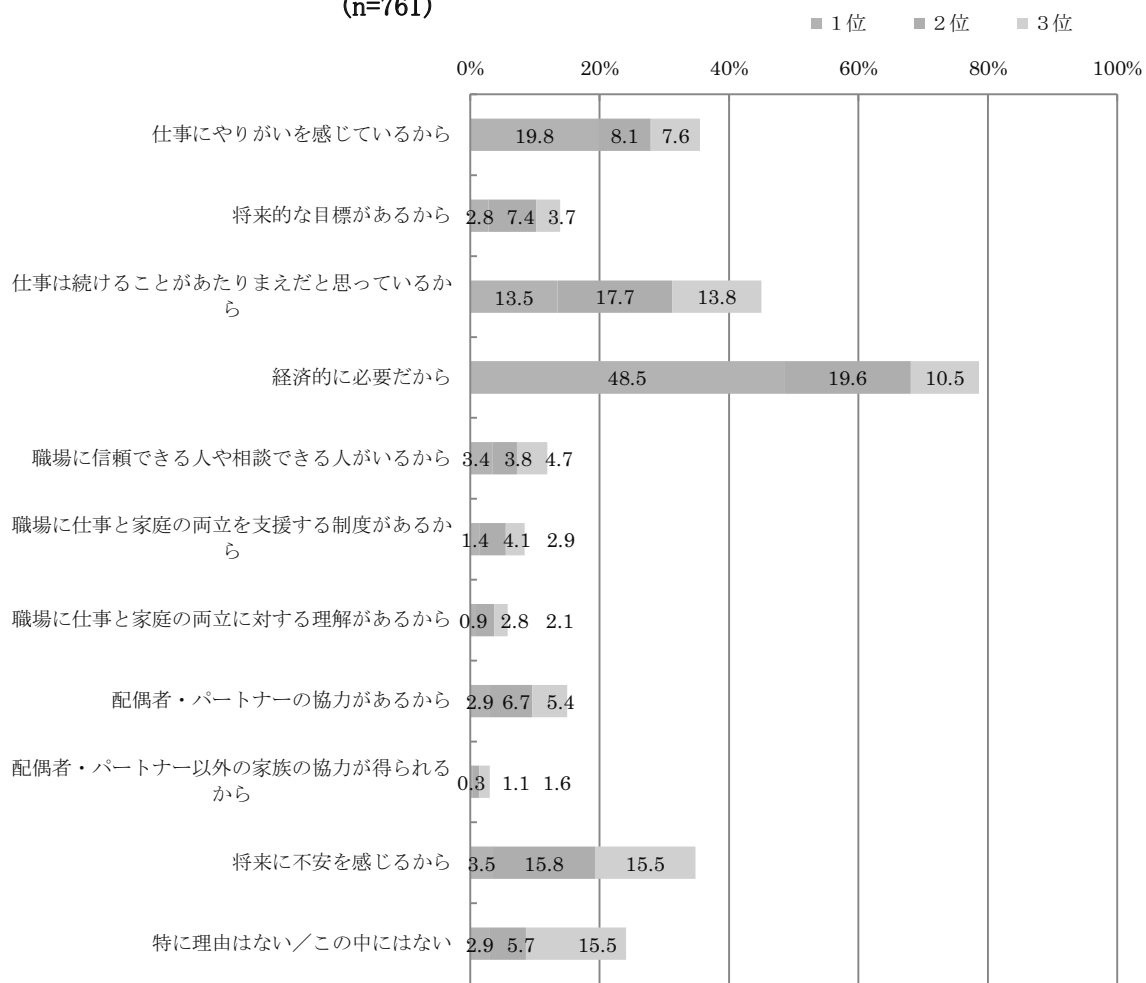 (n=761)
■ 1位 ■ 2位 ■ 3位
0% 20% 40% 60% 80% 100%
仕事にやりがいを感じているから 19.8 8.1 7.6
将来的な目標があるから 2.8 7.4 3.7
仕事は続けることがあたりまえだと思っているか
ら
13.5 17.7 13.8
経済的に必要だから 48.5 19.6 10.5
職場に信頼できる人や相談できる人がいるから 3.4 3.8 4.7
職場に仕事と家庭の両立を支援する制度があるか
ら
1.4 4.1 2.9
職場に仕事と家庭の両立に対する理解があるから 0.9 2.8 2.1
配偶者・パートナーの協力があるから 2.9 6.7 5.4
配偶者・パートナー以外の家族の協力が得られる
から
0.3 1.1 1.6
将来に不安を感じるから 3.5 15.8 15.5
特に理由はない／この中にはない 2.9 5.7 15.5